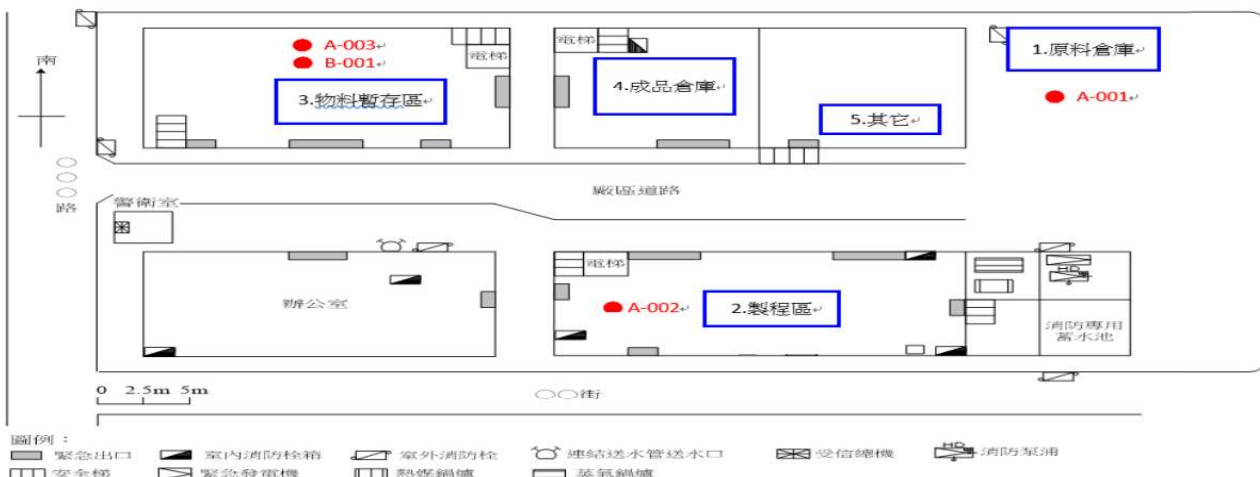 南
○○○路
A-003
B-001
電梯
3.物料暫存區
電梯
4.成品倉庫
5.其它
1.原料倉庫
A-001
廠區道路
警衛室
辦公室
電梯
A-002
2.製程區
HD
消防專用
蓄水池
0 2.5m 5m
○○街
圖例：
緊急出口 室內消防栓箱 室外消防栓 連結送水管送水口 受信總機 HD 消防泵浦
安全梯 緊急發電機 熱媒鍋爐 蒸氣鍋爐